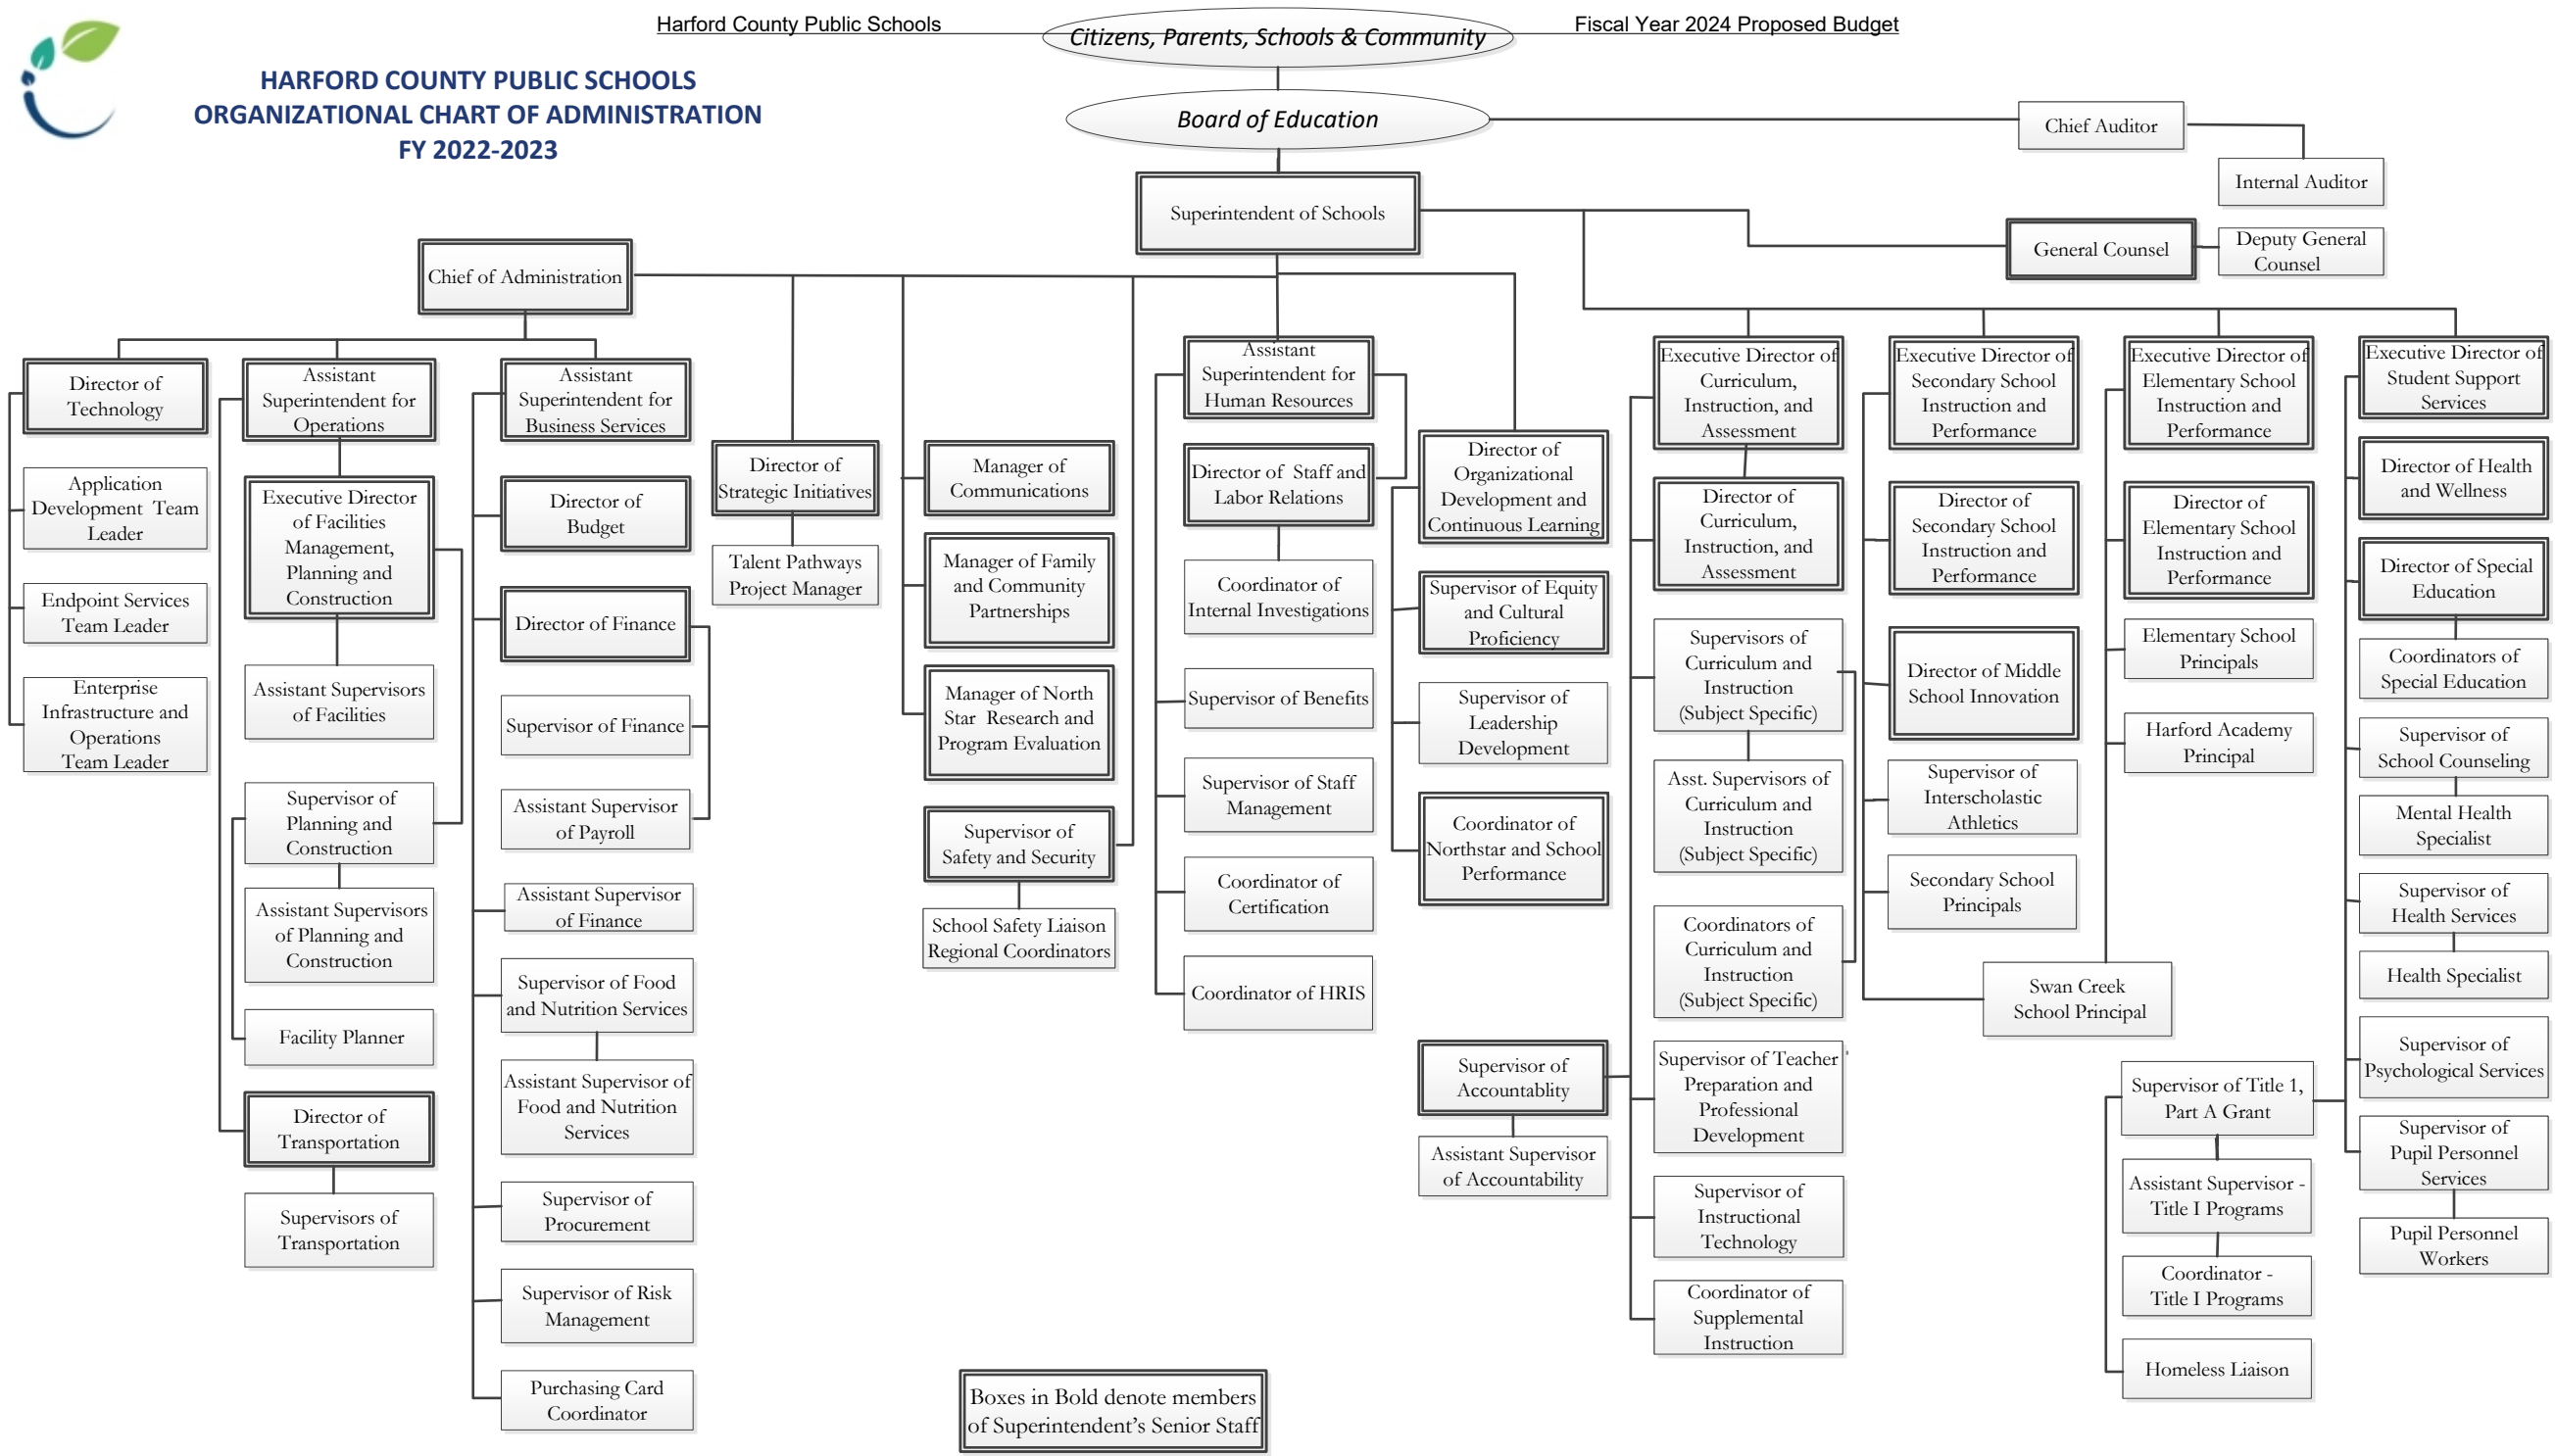 Harford County Public Schools
Fiscal Year 2024 Proposed Budget
Citizens, Parents, Schools & Community
HARFORD COUNTY PUBLIC SCHOOLS
ORGANIZATIONAL CHART OF ADMINISTRATION
FY 2022-2023
Board of Education
Chief Auditor
Internal Auditor
Superintendent of Schools
General Counsel
Deputy General
Counsel
Chief of Administration
Director of
Technology
Application
Development Team
Leader
Endpoint Services
Team Leader
Enterprise
Infrastructure and
Operations
Team Leader
Assistant
Superintendent for
Operations
Executive Director
of Facilities
Management,
Planning and
Construction
Assistant Supervisors
of Facilities
Supervisor of
Planning and
Construction
Assistant Supervisors
of Planning and
Construction
Facility Planner
Director of
Transportation
Supervisors of
Transportation
Assistant
Superintendent for
Business Services
Director of
Budget
Director of Finance
Supervisor of Finance
Assistant Supervisor
of Payroll
Assistant Supervisor
of Finance
Supervisor of Food
and Nutrition Services
Assistant Supervisor of
Food and Nutrition
Services
Supervisor of
Procurement
Supervisor of Risk
Management
Purchasing Card
Coordinator
Director of
Strategic Initiatives
Talent Pathways
Project Manager
Manager of
Communications
Manager of Family
and Community
Partnerships
Manager of North
Star Research and
Program Evaluation
Supervisor of
Safety and Security
School Safety Liaison
Regional Coordinators
Assistant
Superintendent for
Human Resources
Director of Staff and
Labor Relations
Coordinator of
Internal Investigations
Supervisor of Benefits
Supervisor of Staff
Management
Coordinator of
Certification
Coordinator of HRIS
Director of
Organizational
Development and
Continuous Learning
Supervisor of Equity
and Cultural
Proficiency
Supervisor of
Leadership
Development
Coordinator of
Northstar and School
Performance
Supervisor of
Accountablity
Assistant Supervisor
of Accountability
Executive Director of
Curriculum,
Instruction, and
Assessment
Director of
Curriculum,
Instruction, and
Assessment
Supervisors of
Curriculum and
Instruction
(Subject Specific)
Asst. Supervisors of
Curriculum and
Instruction
(Subject Specific)
Coordinators of
Curriculum and
Instruction
(Subject Specific)
Supervisor of Teacher
Preparation and
Professional
Development
Supervisor of
Instructional
Technology
Coordinator of
Supplemental
Instruction
Executive Director of
Secondary School
Instruction and
Performance
Director of
Secondary School
Instruction and
Performance
Director of Middle
School Innovation
Supervisor of
Interscholastic
Athletics
Secondary School
Principals
Swan Creek
School Principal
Executive Director of
Elementary School
Instruction and
Performance
Director of
Elementary School
Instruction and
Performance
Elementary School
Principals
Harford Academy
Principal
Supervisor of Title 1,
Part A Grant
Assistant Supervisor -
Title I Programs
Coordinator -
Title I Programs
Homeless Liaison
Executive Director of
Student Support
Services
Director of Health
and Wellness
Director of Special
Education
Coordinators of
Special Education
Supervisor of
School Counseling
Mental Health
Specialist
Supervisor of
Health Services
Health Specialist
Supervisor of
Psychological Services
Supervisor of
Pupil Personnel
Services
Pupil Personnel
Workers
Boxes in Bold denote members
of Superintendent's Senior Staff